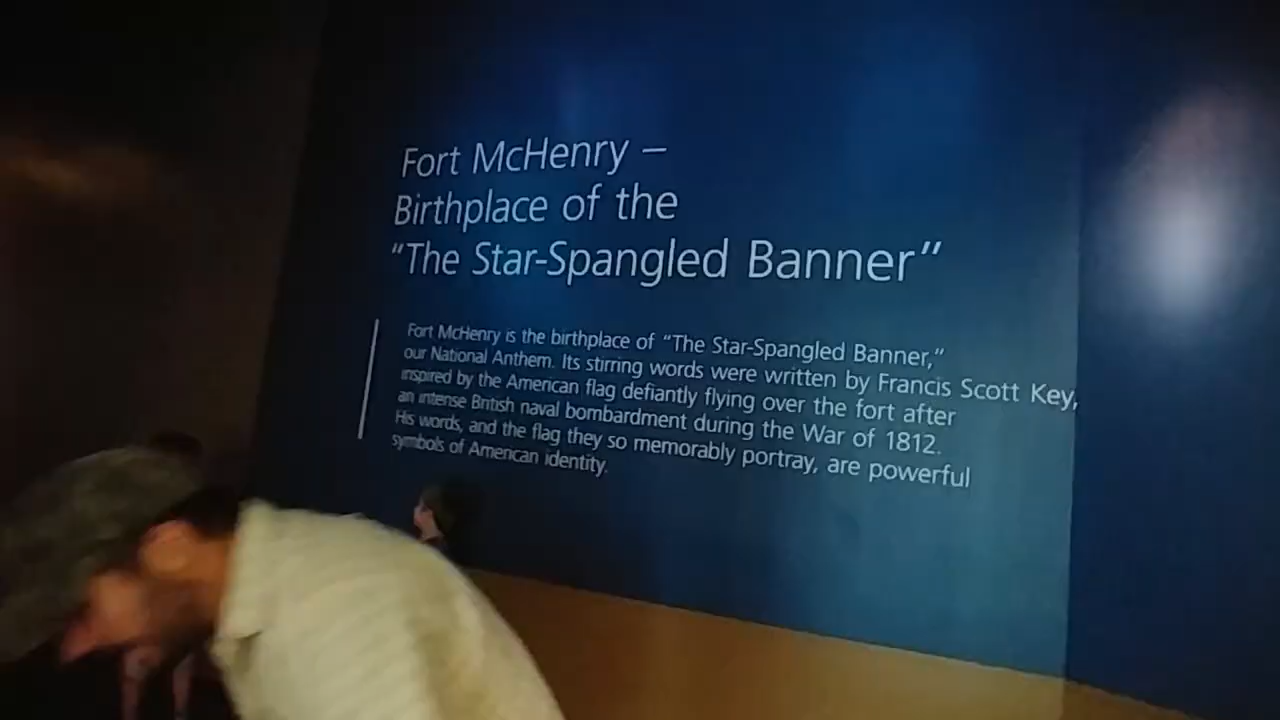 Fort McHenry –
Birthplace of the
“The Star-Spangled Banner”
Fort McHenry is the birthplace of “The Star-Spangled Banner,”
our National Anthem. Its stirring words were written by Francis Scott Key,
inspired by the American flag defiantly flying over the fort after
an intense British naval bombardment during the War of 1812.
His words, and the flag they so memorably portray, are powerful
symbols of American identity.